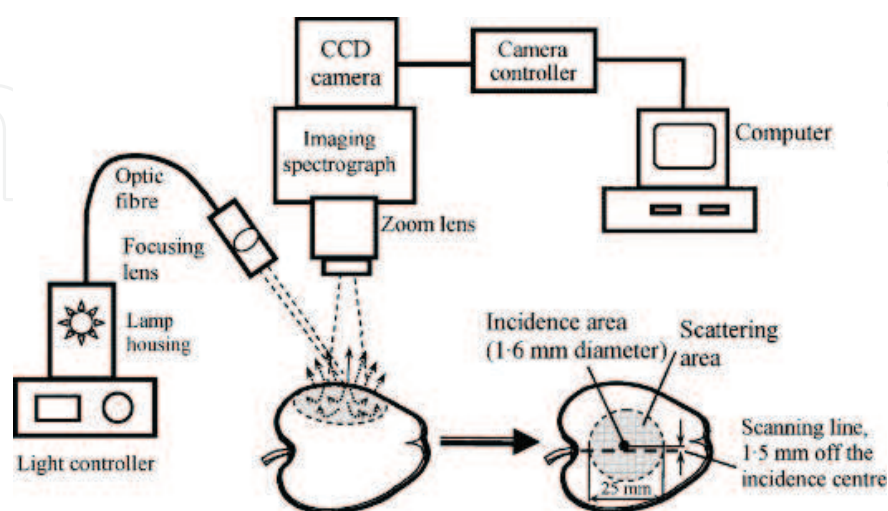 CCD
camera
Camera
controller
Computer
Imaging
spectrograph
Optic
fibre
Zoom lens
Focusing
lens
Lamp
housing
Incidence area
(1·6 mm diameter)
Scattering
area
Scanning line,
1·5 mm off the
incidence centre
25 mm
Light controller